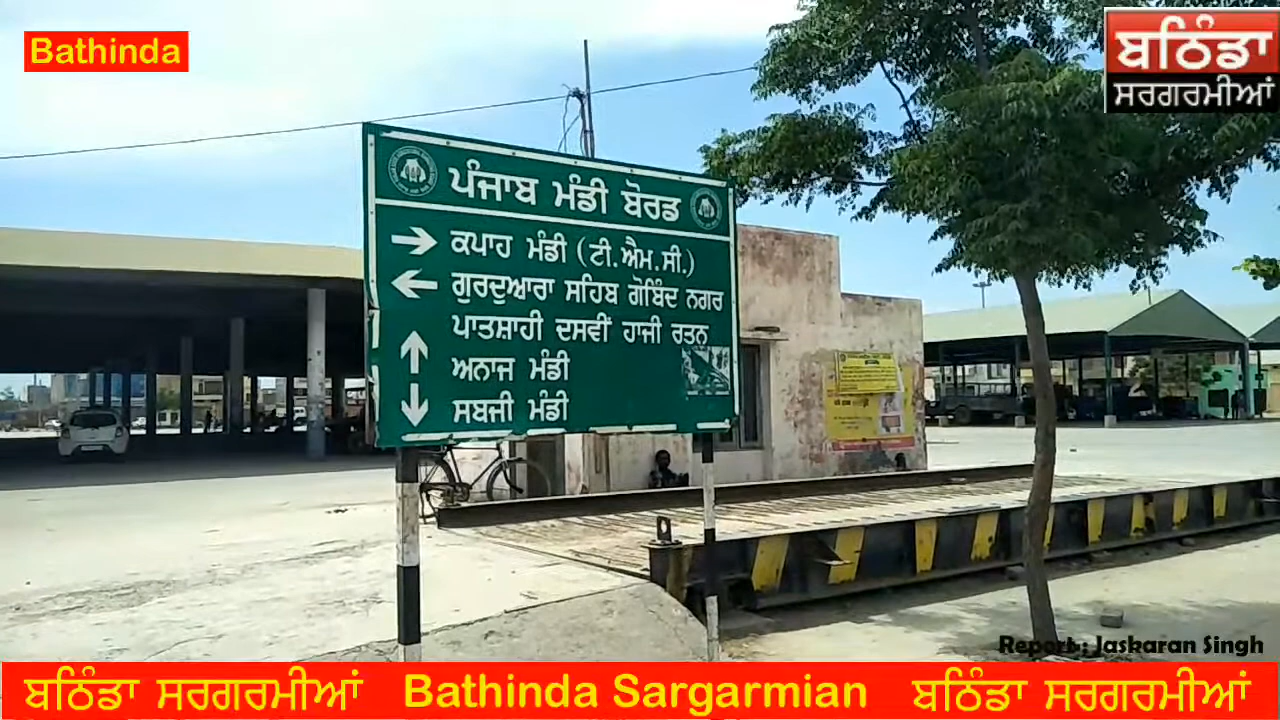 Bathinda
ਬਠਿੰਡਾ
ਸਰਗਰਮੀਆਂ
ਪੰਜਾਬ ਮੰਡੀ ਬੋਰਡ
→ ਕਪਾਹ ਮੰਡੀ (ਟੀ.ਐਮ.ਸੀ.)
← ਗੁਰਦੁਆਰਾ ਸਹਿਬ ਗੋਬਿੰਦ ਨਗਰ
ਪਾਤਸ਼ਾਹੀ ਦਸਵੀਂ ਹਾਜੀ ਰਤਨ
↑ ਅਨਾਜ ਮੰਡੀ
↓ ਸਬਜੀ ਮੰਡੀ
Report : Jaskaran Singh
ਬਠਿੰਡਾ ਸਰਗਰਮੀਆਂ Bathinda Sargarmian ਬਠਿੰਡਾ ਸਰਗਰਮੀਆਂ